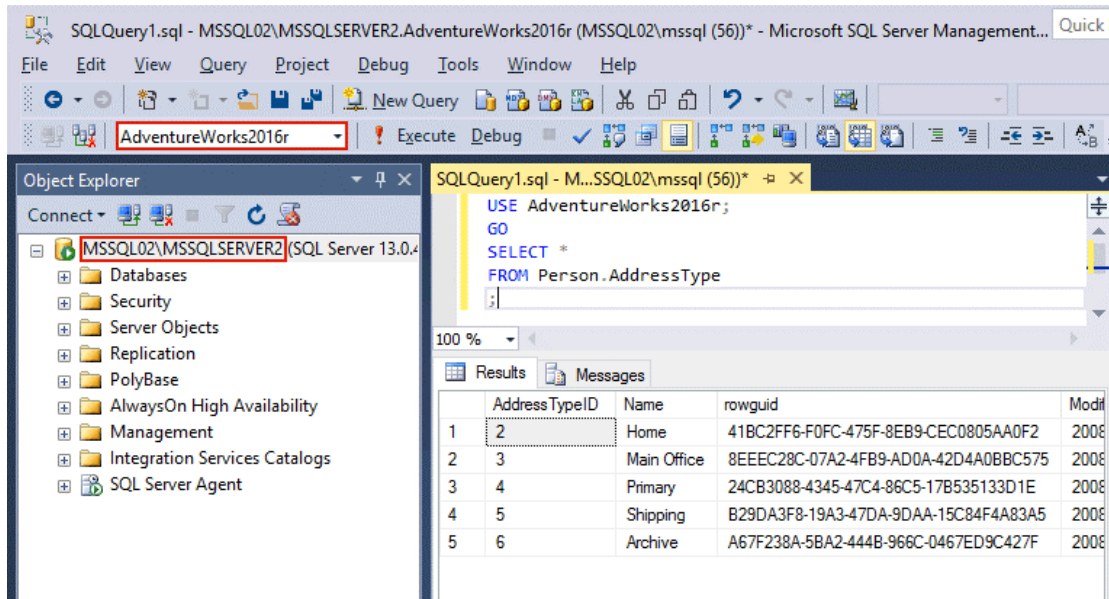 SQLQuery1.sql - MSSQL02\MSSQLSERVER2.AdventureWorks2016r (MSSQL02\mssql (56))* - Microsoft SQL Server Management...
Quick
File Edit View Query Project Debug Tools Window Help
New Query
AdventureWorks2016r
Execute Debug
Object Explorer
Connect
MSSQL02\MSSQLSERVER2 (SQL Server 13.0.4
Databases
Security
Server Objects
Replication
PolyBase
AlwaysOn High Availability
Management
Integration Services Catalogs
SQL Server Agent
SQLQuery1.sql - M...SSQL02\mssql (56))*
USE AdventureWorks2016r;
GO
SELECT *
FROM Person.AddressType
;
100 %
Results Messages
AddressTypeID Name rowguid Modif
1 2 Home 41BC2FF6-F0FC-475F-8EB9-CEC0805AA0F2 2008
2 3 Main Office 8EEEC28C-07A2-4FB9-AD0A-42D4A0BBC575 2008
3 4 Primary 24CB3088-4345-47C4-86C5-17B535133D1E 2008
4 5 Shipping B29DA3F8-19A3-47DA-9DAA-15C84F4A83A5 2008
5 6 Archive A67F238A-5BA2-444B-966C-0467ED9C427F 2008